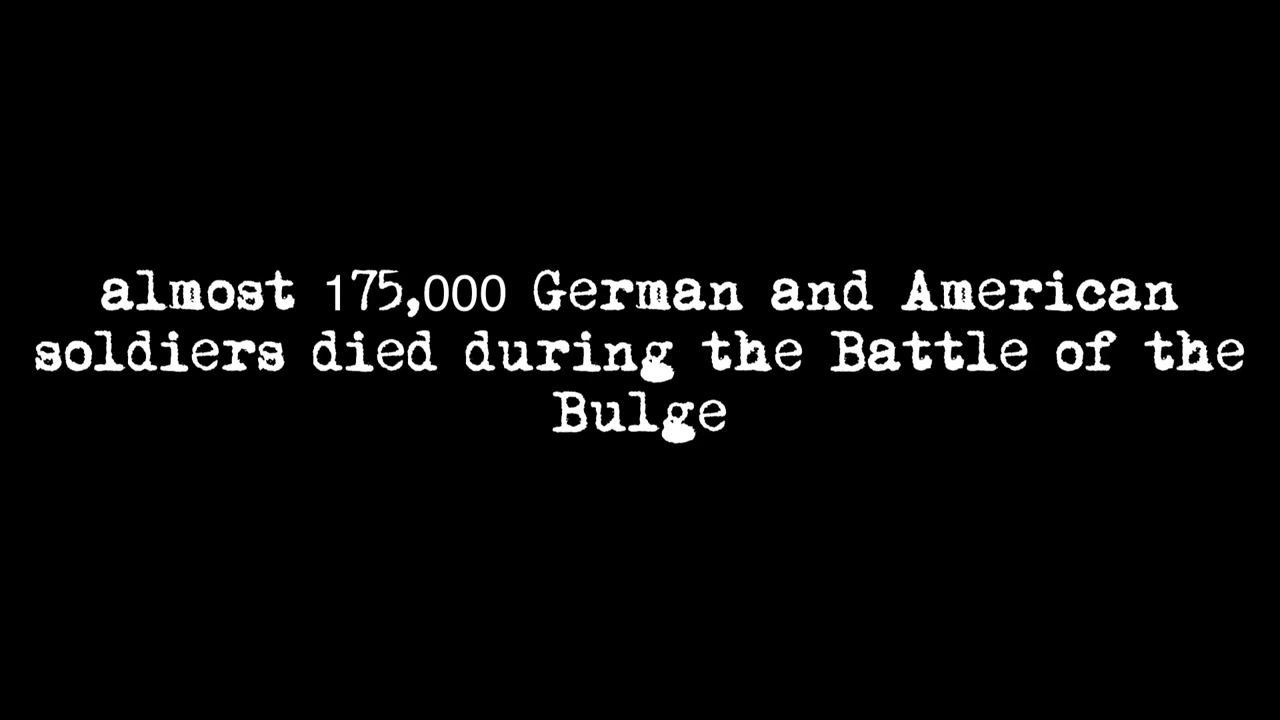 almost 175,000 German and American
soldiers died during the Battle of the
Bulge